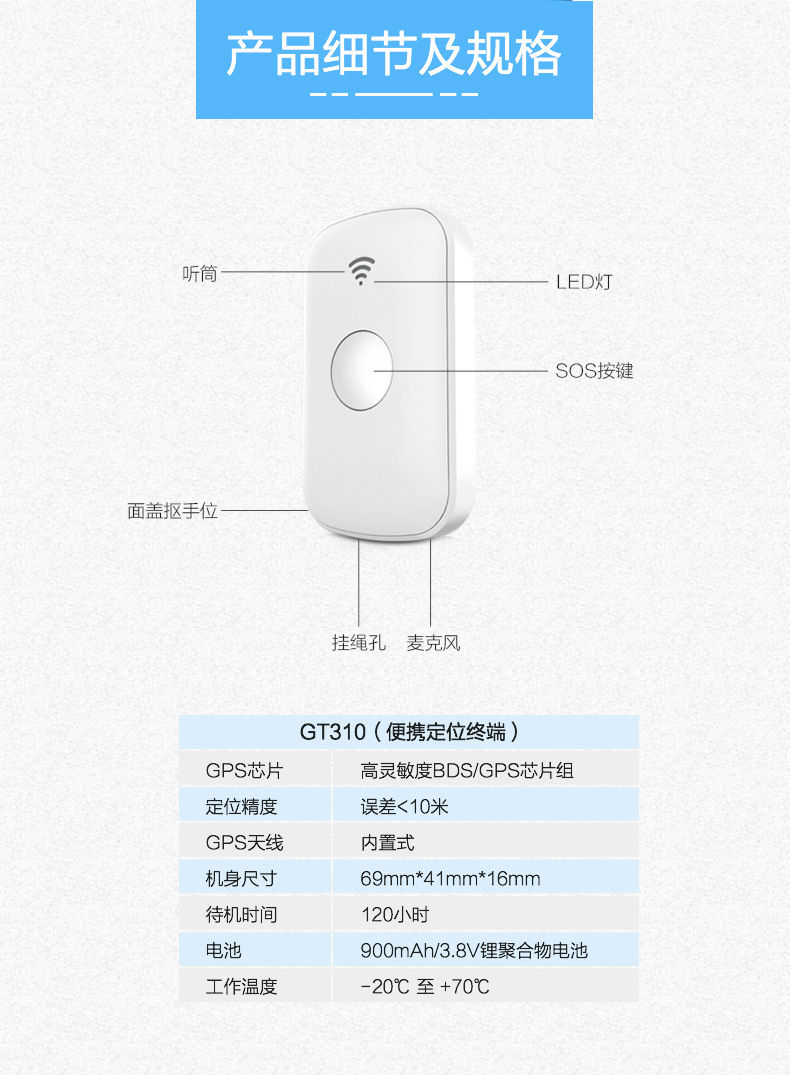 产品细节及规格
听筒
LED灯
SOS按键
面盖抠手位
挂绳孔 麦克风
GT310（便携定位终端）
GPS芯片 高灵敏度BDS/GPS芯片组
定位精度 误差<10米
GPS天线 内置式
机身尺寸 69mm*41mm*16mm
待机时间 120小时
电池 900mAh/3.8V锂聚合物电池
工作温度 -20℃ 至 +70℃